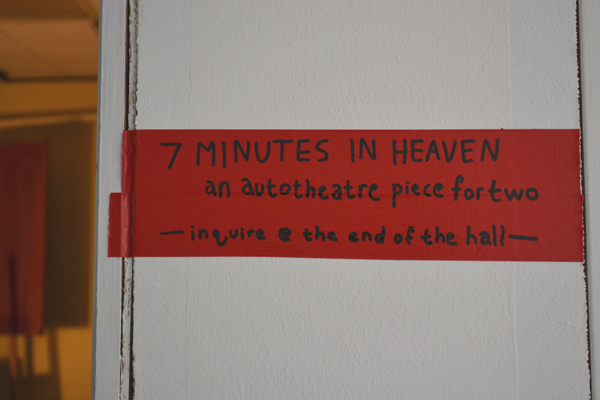 7 MINUTES IN HEAVEN
an autotheatre piece for two
— inquire @ the end of the hall —